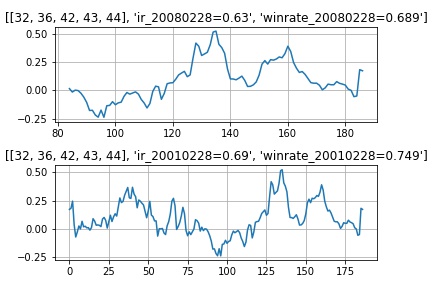 [[32, 36, 42, 43, 44], 'ir_20080228=0.63', 'winrate_20080228=0.689']
0.50
0.25
0.00
−0.25
80 100 120 140 160 180
[[32, 36, 42, 43, 44], 'ir_20010228=0.69', 'winrate_20010228=0.749']
0.50
0.25
0.00
−0.25
0 25 50 75 100 125 150 175